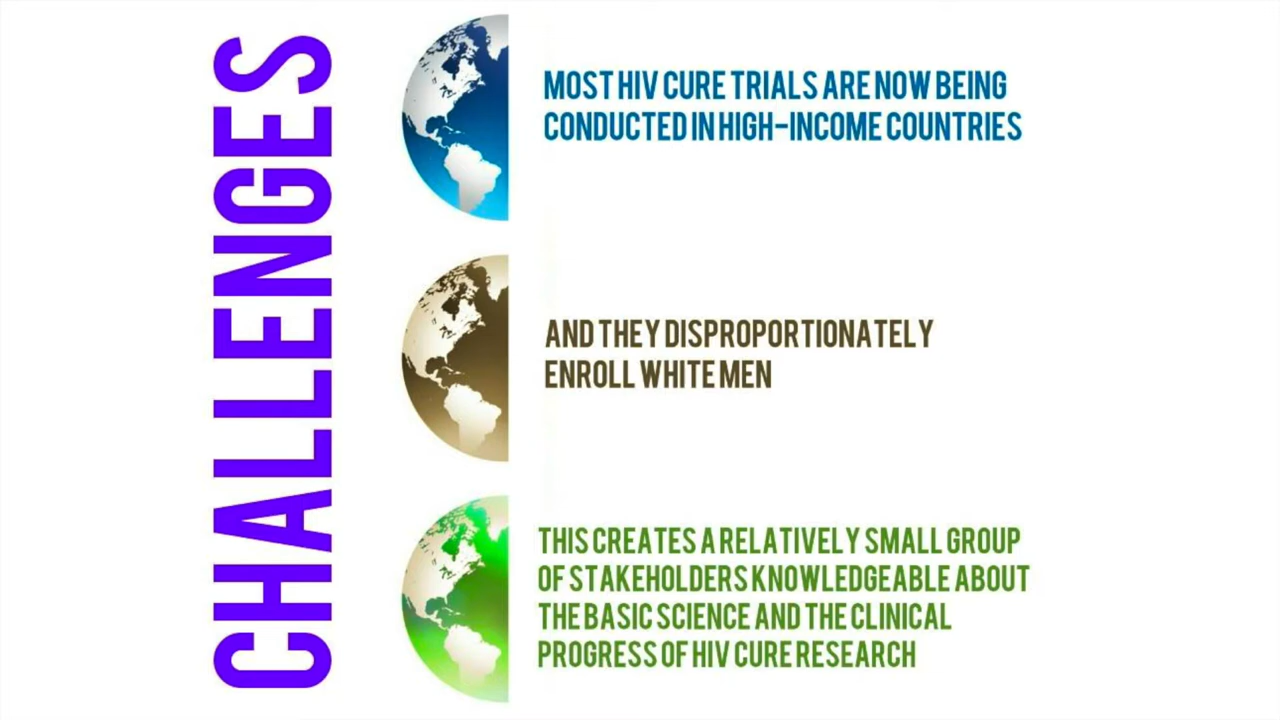 CHALLENGES
MOST HIV CURE TRIALS ARE NOW BEING
CONDUCTED IN HIGH-INCOME COUNTRIES
AND THEY DISPROPORTIONATELY
ENROLL WHITE MEN
THIS CREATES A RELATIVELY SMALL GROUP
OF STAKEHOLDERS KNOWLEDGEABLE ABOUT
THE BASIC SCIENCE AND THE CLINICAL
PROGRESS OF HIV CURE RESEARCH